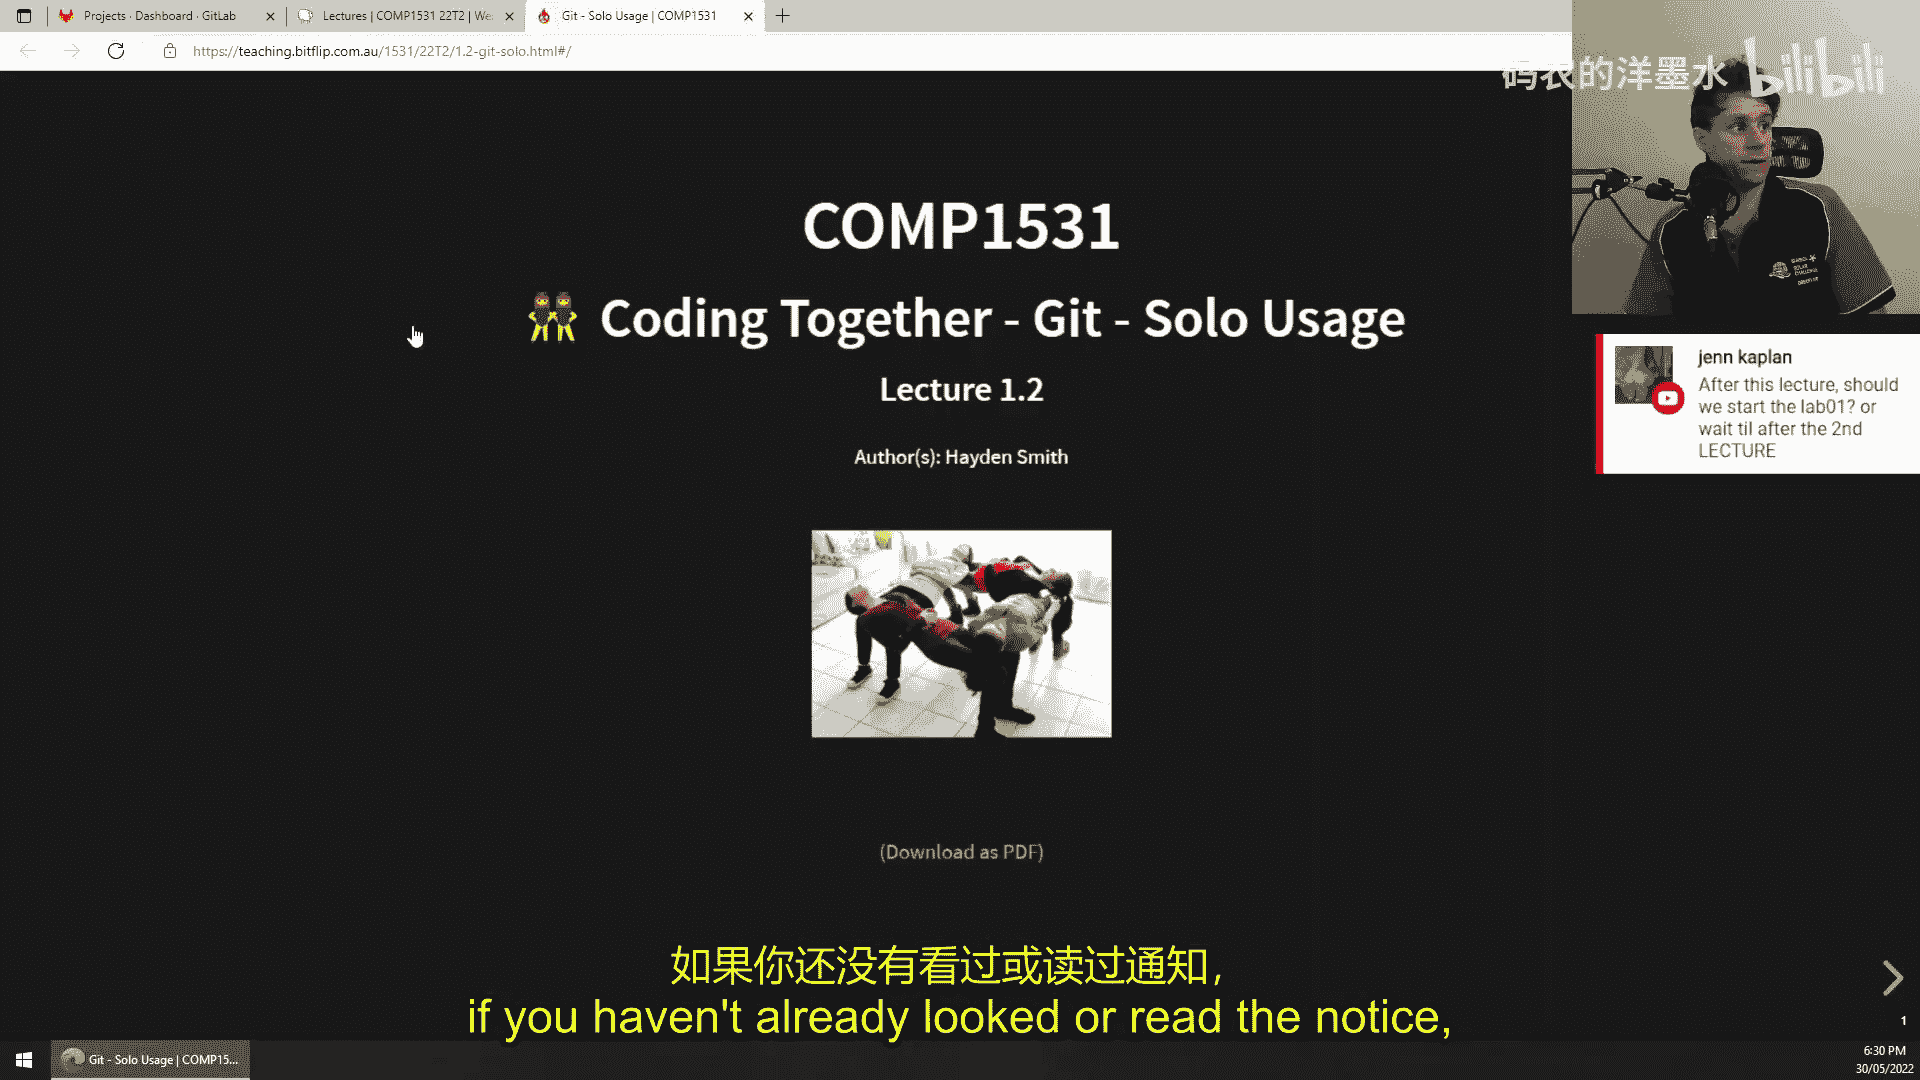 Projects · Dashboard · GitLab
Lectures | COMP1531 22T2 | We
Git - Solo Usage | COMP1531
https://teaching.bitflip.com.au/1531/22T2/1.2-git-solo.html#/
码农的洋墨水 bilibili
COMP1531
Coding Together - Git - Solo Usage
Lecture 1.2
Author(s): Hayden Smith
jenn kaplan
After this lecture, should
we start the lab01? or
wait til after the 2nd
LECTURE
(Download as PDF)
如果你还没有看过或读过通知，
if you haven't already looked or read the notice,
1
Git - Solo Usage | COMP15...
6:30 PM
30/05/2022